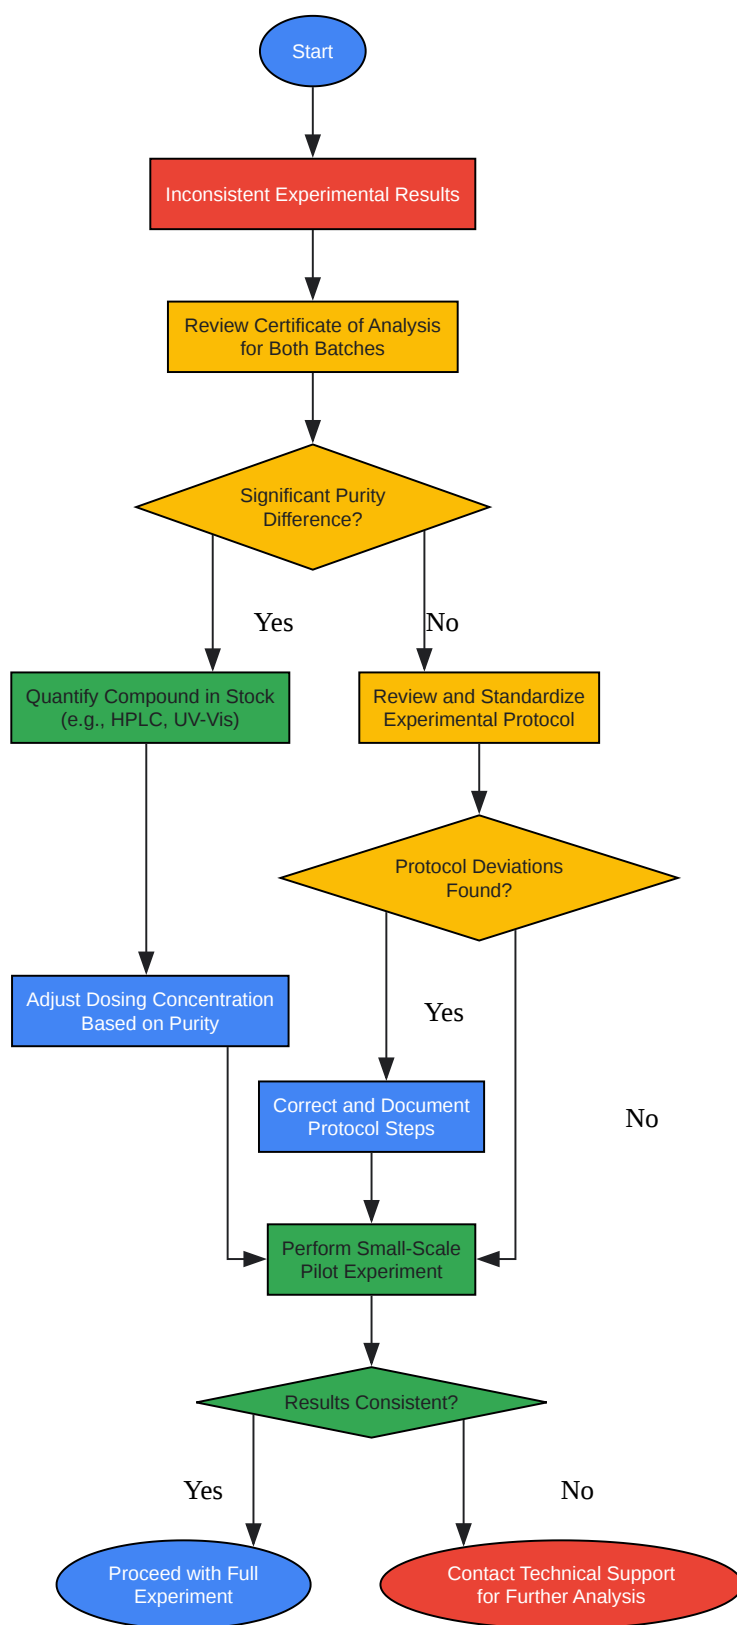 Start
Inconsistent Experimental Results
Review Certificate of Analysis
for Both Batches
Significant Purity
Difference?
Yes
No
Quantify Compound in Stock
(e.g., HPLC, UV-Vis)
Review and Standardize
Experimental Protocol
Protocol Deviations
Found?
Adjust Dosing Concentration
Based on Purity
Yes
Correct and Document
Protocol Steps
No
Perform Small-Scale
Pilot Experiment
Results Consistent?
Yes
No
Proceed with Full
Experiment
Contact Technical Support
for Further Analysis